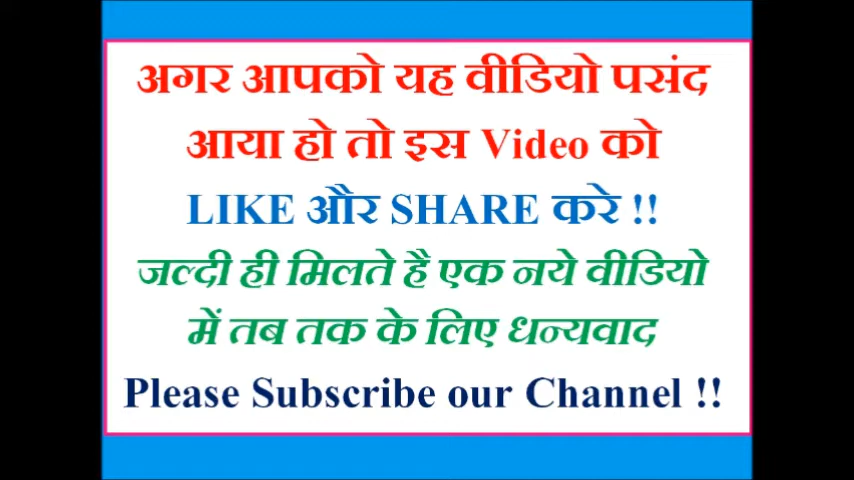 अगर आपको यह वीडियो पसंद
आया हो तो इस Video को
LIKE और SHARE करे !!
जल्दी ही मिलते है एक नये वीडियो
में तब तक के लिए धन्यवाद
Please Subscribe our Channel !!